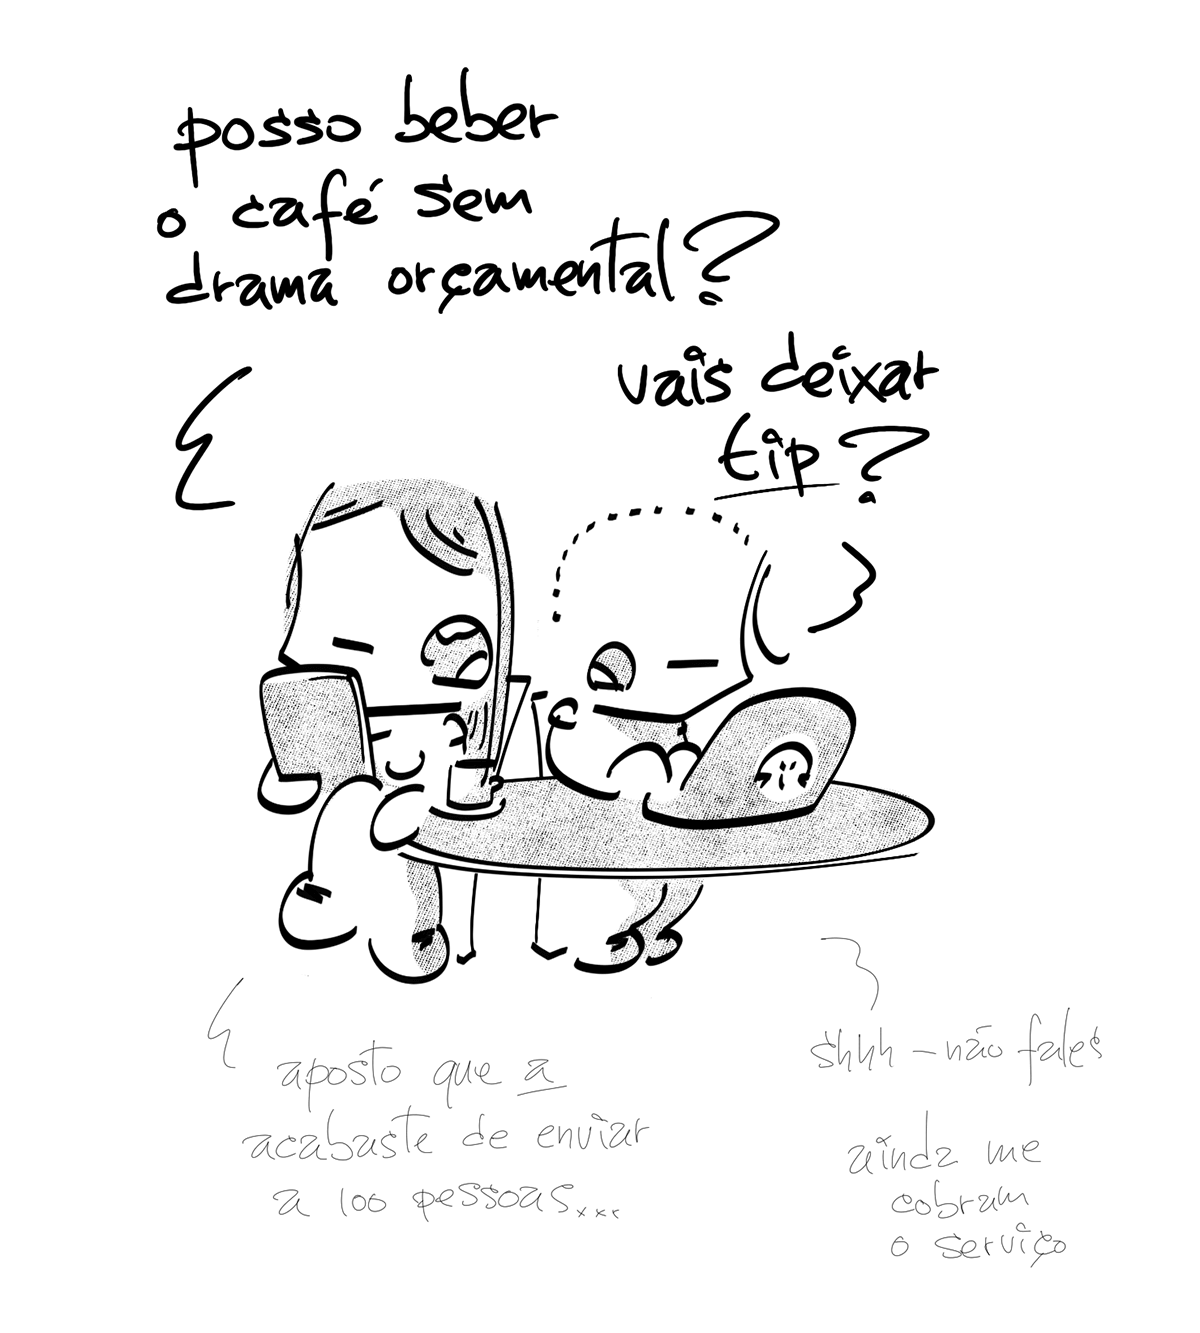 posso beber
o café sem
drama orçamental?
vais deixar
tip?
aposto que a
acabaste de enviar
a 100 pessoas...
shhh - não fales
ainda me
cobram
o serviço